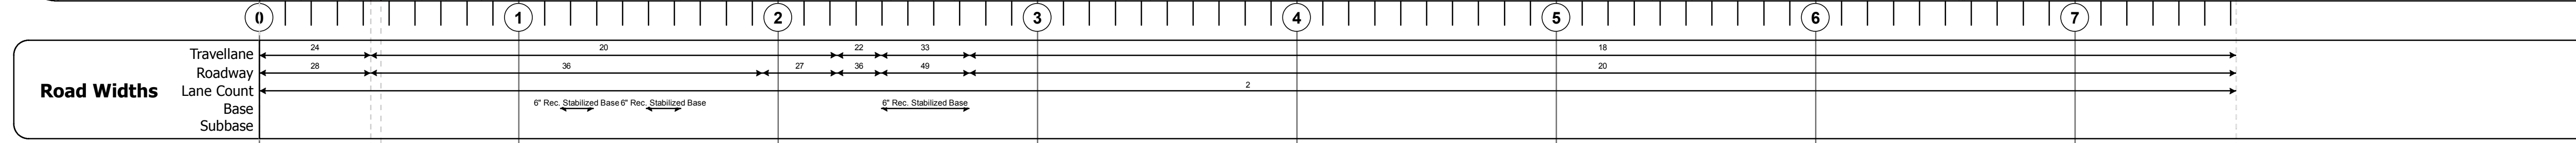 0 1 2 3 4 5 6 7
Travellane 24 20 22 33 18
Roadway 28 36 27 36 49 20
Road Widths
Lane Count 2
Base 6" Rec. Stabilized Base 6" Rec. Stabilized Base 6" Rec. Stabilized Base
Subbase